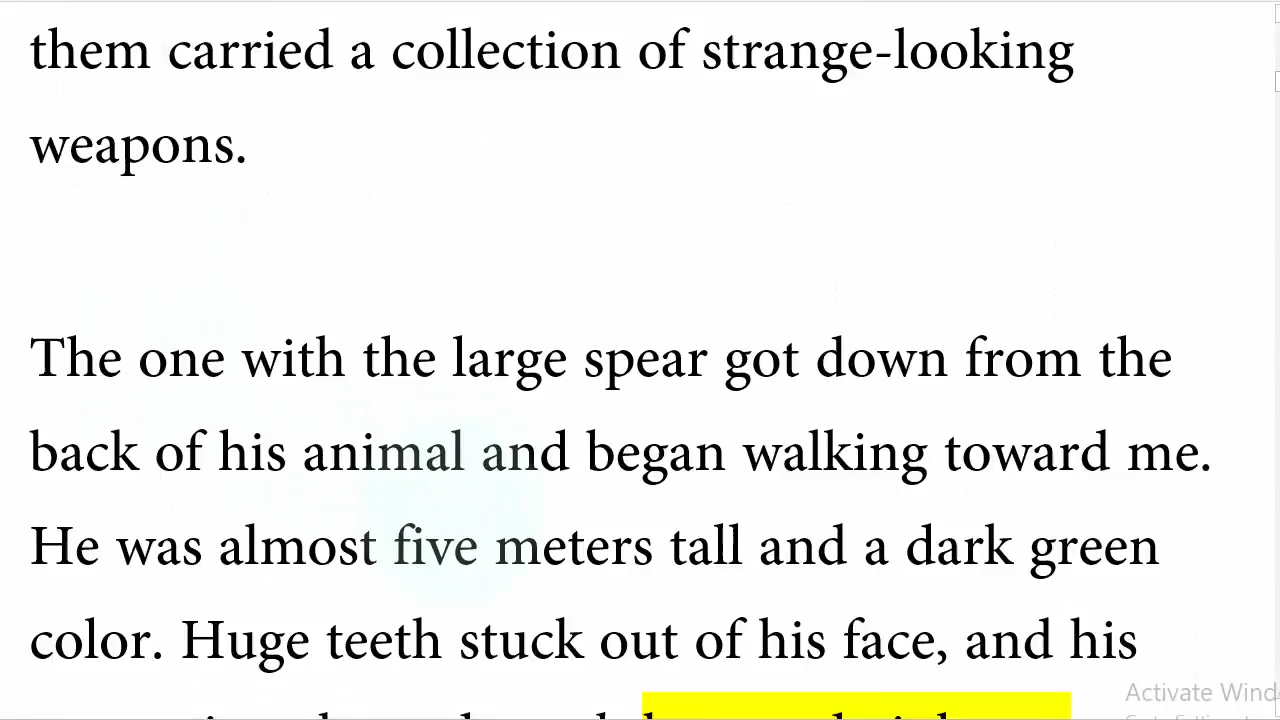 them carried a collection of strange-looking
weapons.
The one with the large spear got down from the
back of his animal and began walking toward me.
He was almost five meters tall and a dark green
color. Huge teeth stuck out of his face, and his
Activate Wind